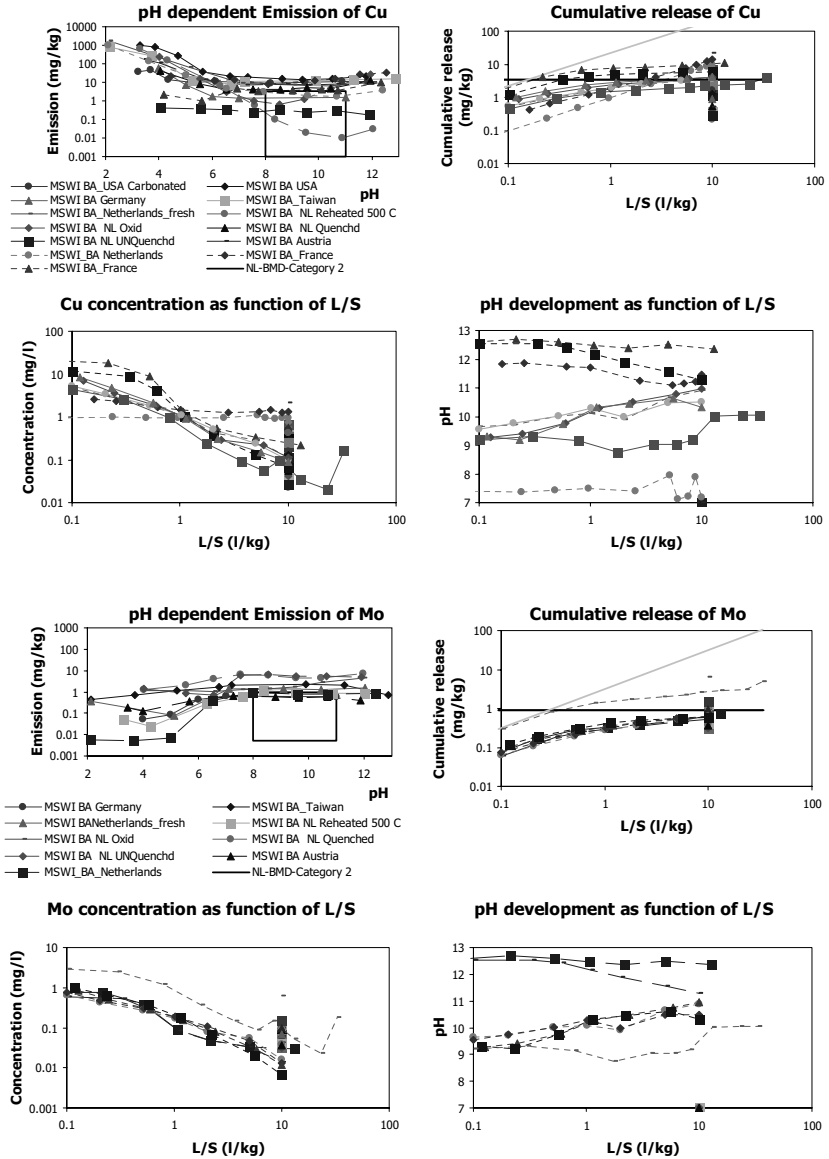 pH dependent Emission of Cu
Emission (mg/kg)
10000
1000
100
10
1
0.1
0.01
0.001
2 4 6 8 10 12
pH
MSWI BA_USA Carbonated
MSWI BA USA
MSWI BA Germany
MSWI BA_Taiwan
MSWI BA_Netherlands_fresh
MSWI BA NL Reheated 500 C
MSWI BA NL Oxid
MSWI BA NL Quenchd
MSWI BA NL UNQuenchd
MSWI BA Austria
MSWI_BA Netherlands
MSWI BA_France
MSWI BA_France
NL-BMD-Category 2
Cumulative release of Cu
Cumulative release
(mg/kg)
100
10
1
0.1
0.01
0.1 1 10 100
L/S (l/kg)
Cu concentration as function of L/S
Concentration (mg/l)
100
10
1
0.1
0.01
0.1 1 10 100
L/S (l/kg)
pH development as function of L/S
pH
13
12
11
10
9
8
7
0.1 1 10 100
L/S (l/kg)
pH dependent Emission of Mo
Emission (mg/kg)
1000
100
10
1
0.1
0.01
0.001
2 4 6 8 10 12
pH
MSWI BA Germany
MSWI BA_Taiwan
MSWI BANetherlands_fresh
MSWI BA NL Reheated 500 C
MSWI BA NL Oxid
MSWI BA NL Quenched
MSWI BA NL UNQuenchd
MSWI BA Austria
MSWI_BA_Netherlands
NL-BMD-Category 2
Cumulative release of Mo
Cumulative release
(mg/kg)
100
10
1
0.1
0.01
0.1 1 10 100
L/S (l/kg)
Mo concentration as function of L/S
Concentration (mg/l)
10
1
0.1
0.01
0.001
0.1 1 10 100
L/S (l/kg)
pH development as function of L/S
pH
13
12
11
10
9
8
7
0.1 1 10 100
L/S (l/kg)